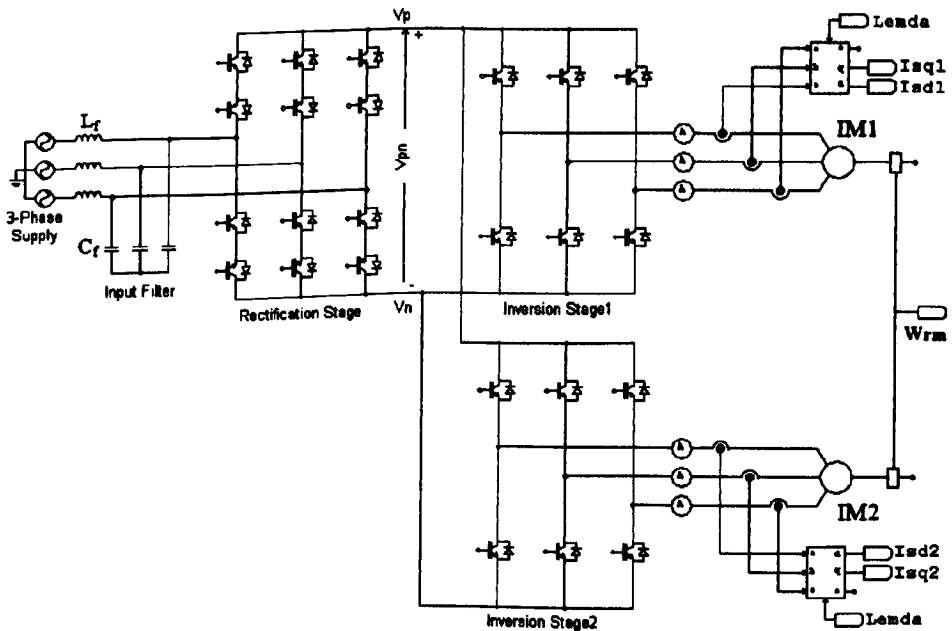 Vp
+
Lemda
Isq1
Isd1
Lf
Vpn
A
A
A
IM1
3-Phase
Supply
Cf
Input Filter
-
Vn
Rectification Stage
Inversion Stage1
Wrm
A
A
A
IM2
Isd2
Isq2
Lemda
Inversion Stage2